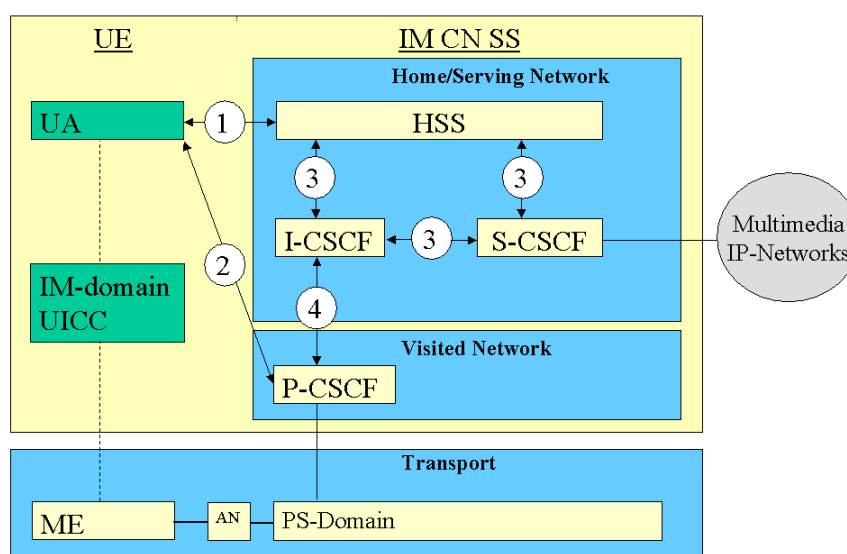 UE
IM CN SS
Home/Serving Network
UA
1
HSS
3
3
I-CSCF
3
S-CSCF
Multimedia
IP-Networks
2
IM-domain
UICC
4
Visited Network
P-CSCF
Transport
ME
AN
PS-Domain